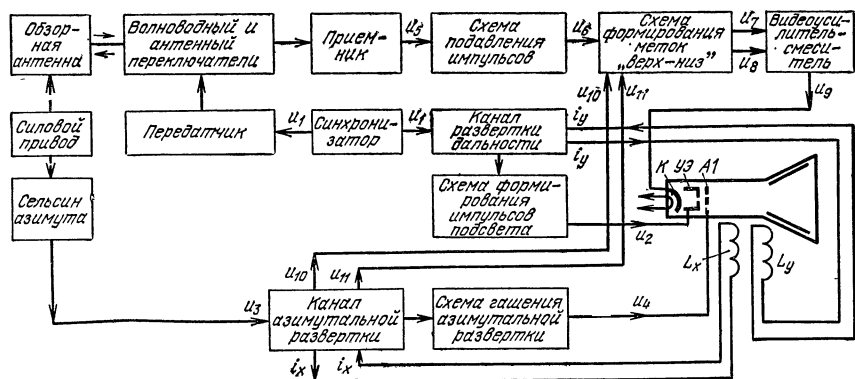 Обзор-
ная
антенна
Волноводный и
антенный
переключатели
Прием-
ник
u5
Схема
подавления
импульсов
u6
Схема
формирования
меток
„верх-низ"
u7
u8
Видеоуси-
литель-
смеси-
тель
u10
u11
u9
Силовой
привод
Передатчик
u1
Синхрони-
затор
u1
Канал
развертки
дальности
iy
iy
Сельсин
азимута
Схема форми-
рования
импульсов
подсвета
u2
К УЭ А1
Lx
Ly
u10
u11
u3
Канал
азимутальной
развертки
Схема гашения
азимутальной
развертки
u4
ix
ix